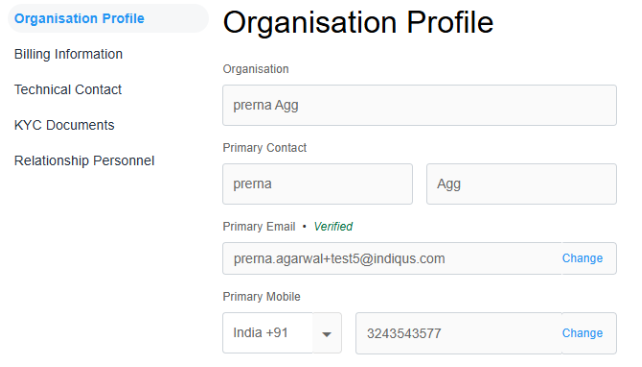 Organisation Profile
Billing Information
Technical Contact
KYC Documents
Relationship Personnel
Organisation Profile
Organisation
prerna Agg
Primary Contact
prerna Agg
Primary Email • Verified
prerna.agarwal+test5@indiqus.com Change
Primary Mobile
India +91 3243543577 Change